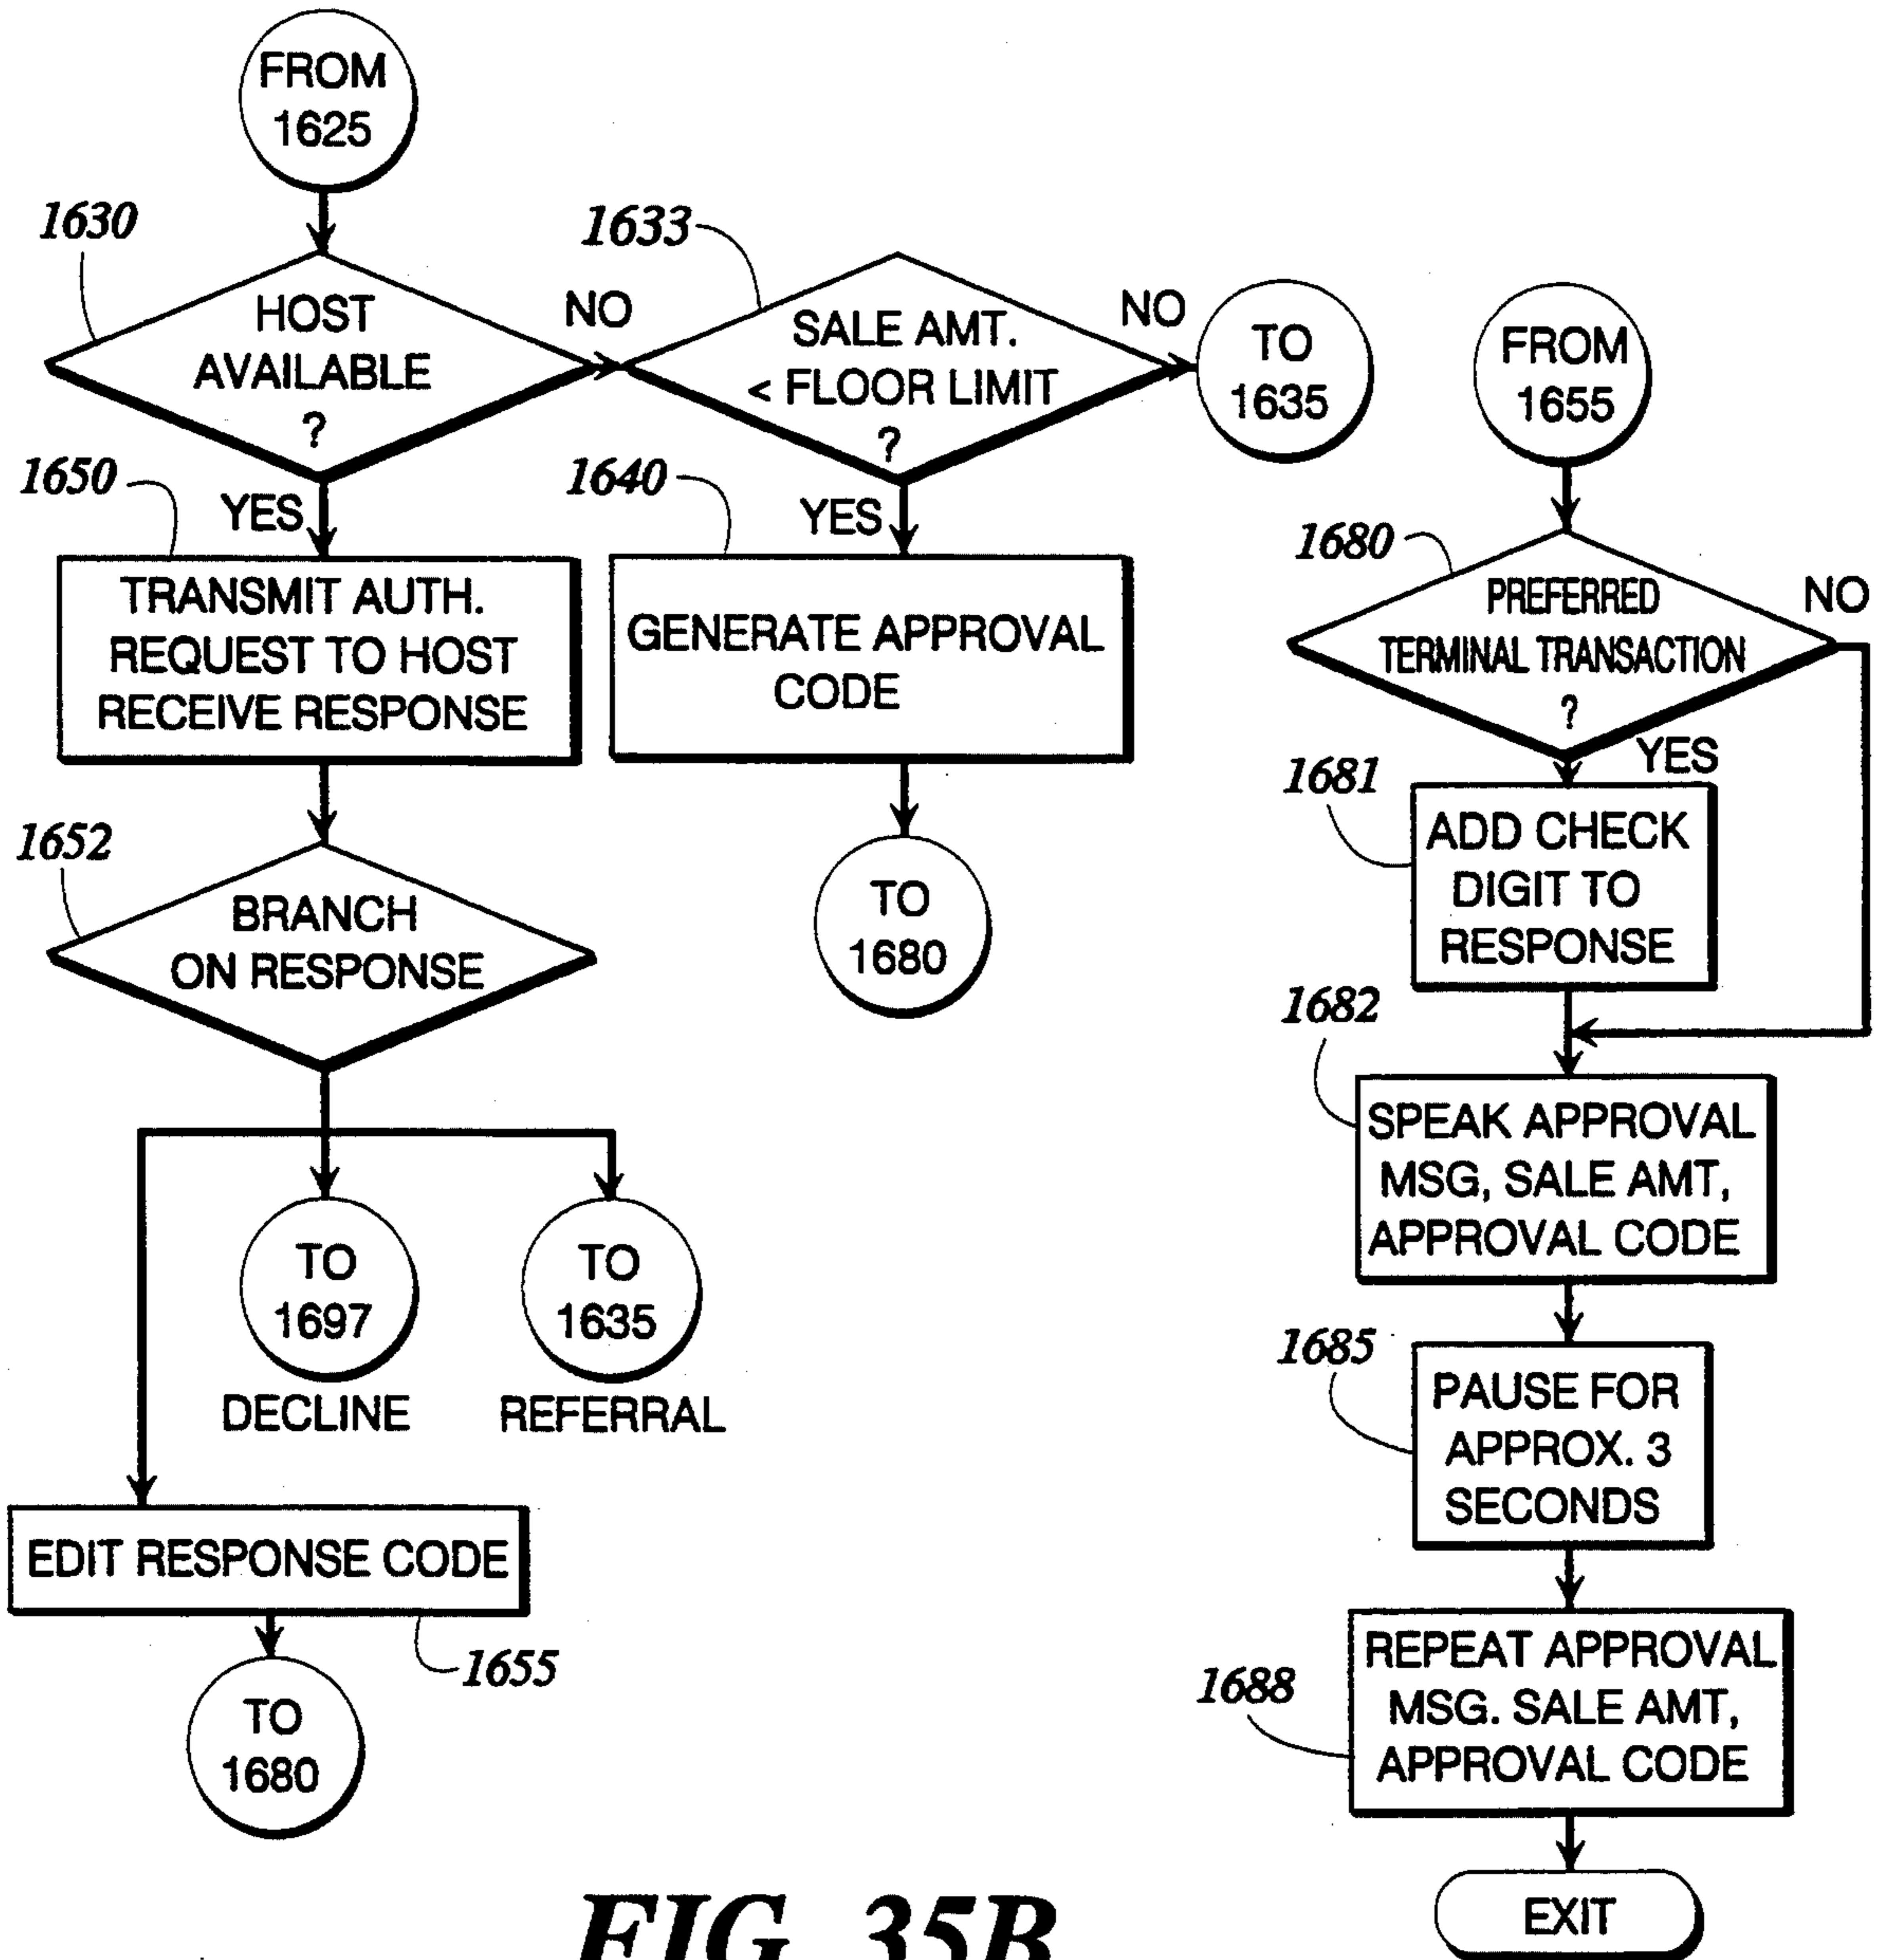 FROM
1625
1630
HOST
AVAILABLE
?
NO
YES
1633
SALE AMT.
< FLOOR LIMIT
?
NO
YES
TO
1635
1650
TRANSMIT AUTH.
REQUEST TO HOST
RECEIVE RESPONSE
1640
GENERATE APPROVAL
CODE
TO
1680
1652
BRANCH
ON RESPONSE
TO
1697
DECLINE
TO
1635
REFERRAL
EDIT RESPONSE CODE
1655
TO
1680
FROM
1655
1680
PREFERRED
TERMINAL TRANSACTION
?
NO
YES
1681
ADD CHECK
DIGIT TO
RESPONSE
1682
SPEAK APPROVAL
MSG, SALE AMT,
APPROVAL CODE
1685
PAUSE FOR
APPROX. 3
SECONDS
1688
REPEAT APPROVAL
MSG. SALE AMT,
APPROVAL CODE
EXIT
FIG 35B